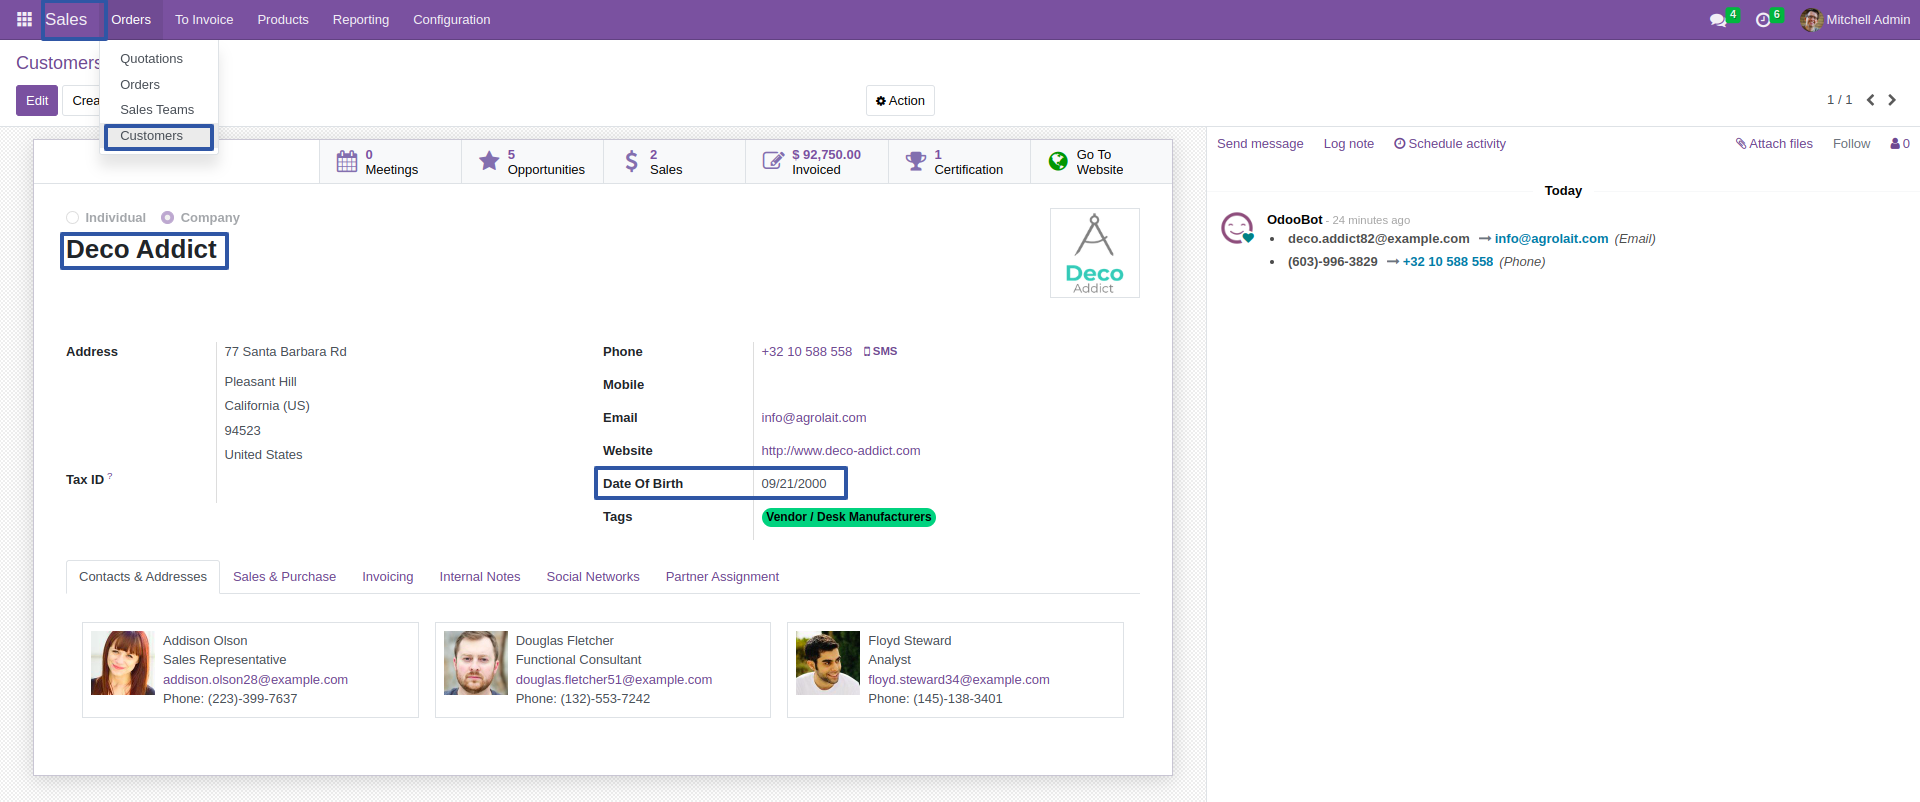 Sales Orders To Invoice Products Reporting Configuration 4 6 Mitchell Admin
Quotations
Orders
Sales Teams
Customers
Customers
Edit Crea Action 1 / 1
0 Meetings
5 Opportunities
2 Sales
$ 92,750.00 Invoiced
1 Certification
Go To Website
Individual Company
Deco Addict
Deco
Addict
Address 77 Santa Barbara Rd
Pleasant Hill
California (US)
94523
United States
Tax ID ?
Phone +32 10 588 558 SMS
Mobile
Email info@agrolait.com
Website http://www.deco-addict.com
Date Of Birth 09/21/2000
Tags Vendor / Desk Manufacturers
Contacts & Addresses Sales & Purchase Invoicing Internal Notes Social Networks Partner Assignment
Addison Olson
Sales Representative
addison.olson28@example.com
Phone: (223)-399-7637
Douglas Fletcher
Functional Consultant
douglas.fletcher51@example.com
Phone: (132)-553-7242
Floyd Steward
Analyst
floyd.steward34@example.com
Phone: (145)-138-3401
Send message Log note Schedule activity Attach files Follow 0
Today
OdooBot - 24 minutes ago
• deco.addict82@example.com → info@agrolait.com (Email)
• (603)-996-3829 → +32 10 588 558 (Phone)